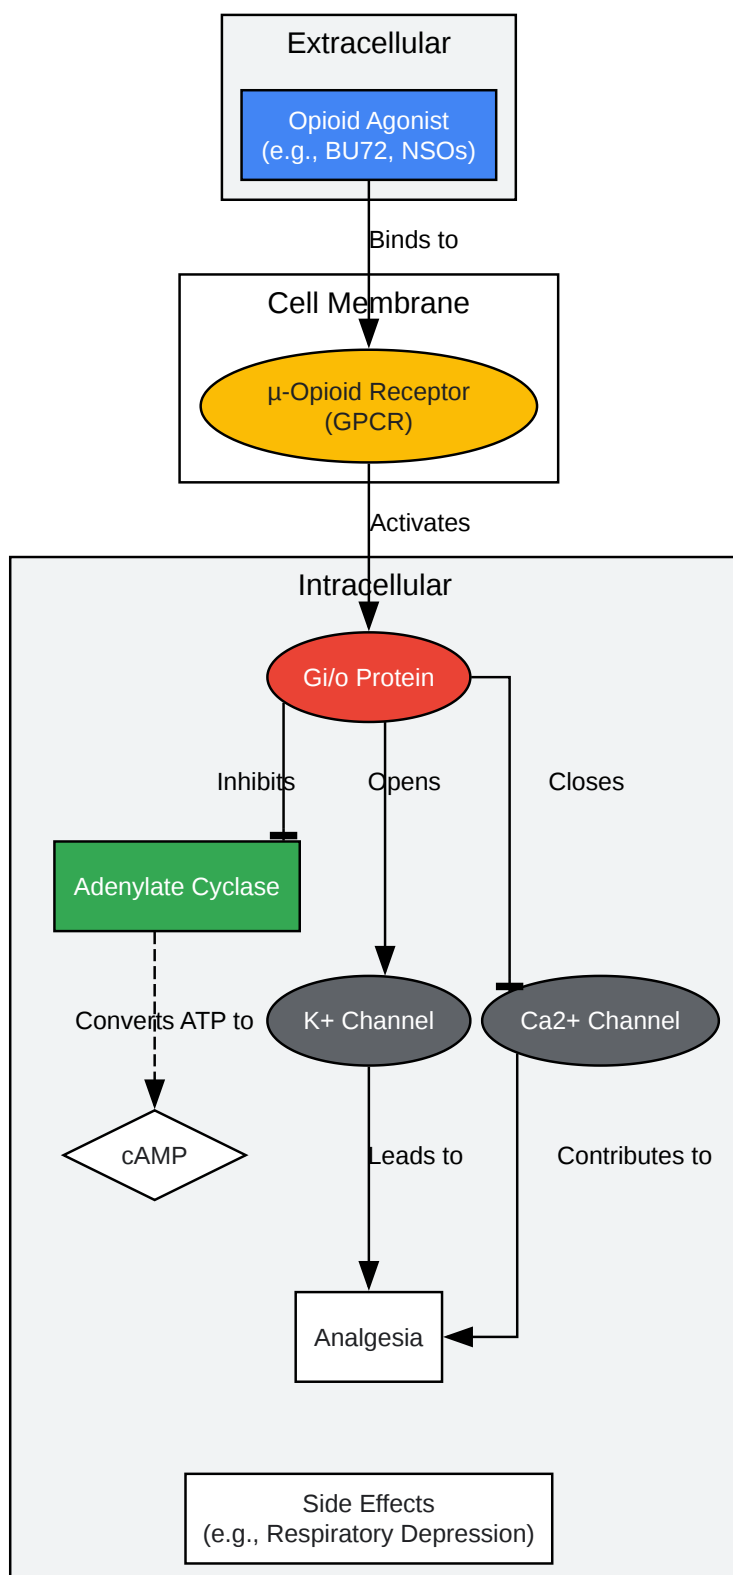 Extracellular
Opioid Agonist
(e.g., BU72, NSOs)
Binds to
Cell Membrane
µ-Opioid Receptor
(GPCR)
Activates
Intracellular
Gi/o Protein
Inhibits
Opens
Closes
Adenylate Cyclase
Converts ATP to
K+ Channel
Ca2+ Channel
cAMP
Leads to
Contributes to
Analgesia
Side Effects
(e.g., Respiratory Depression)